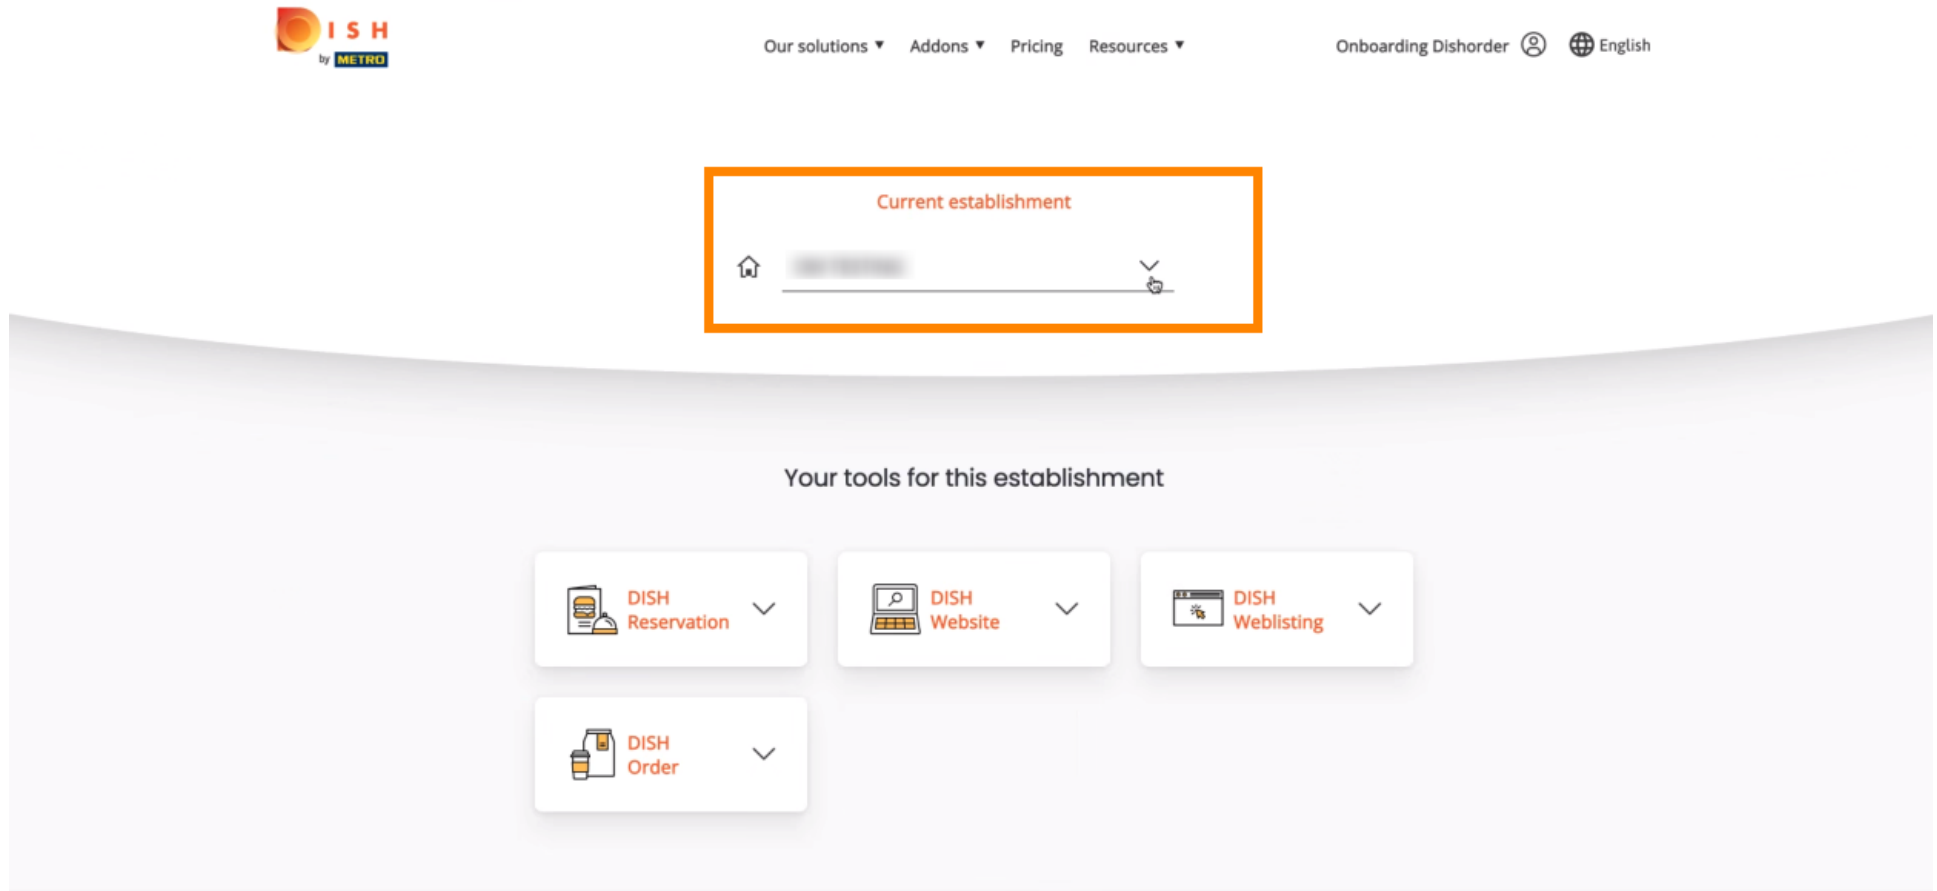 DISH
by METRO
Our solutions ▼ Addons ▼ Pricing Resources ▼ Onboarding Dishorder English
Current establishment
Your tools for this establishment
DISH
Reservation
DISH
Website
DISH
Weblisting
DISH
Order